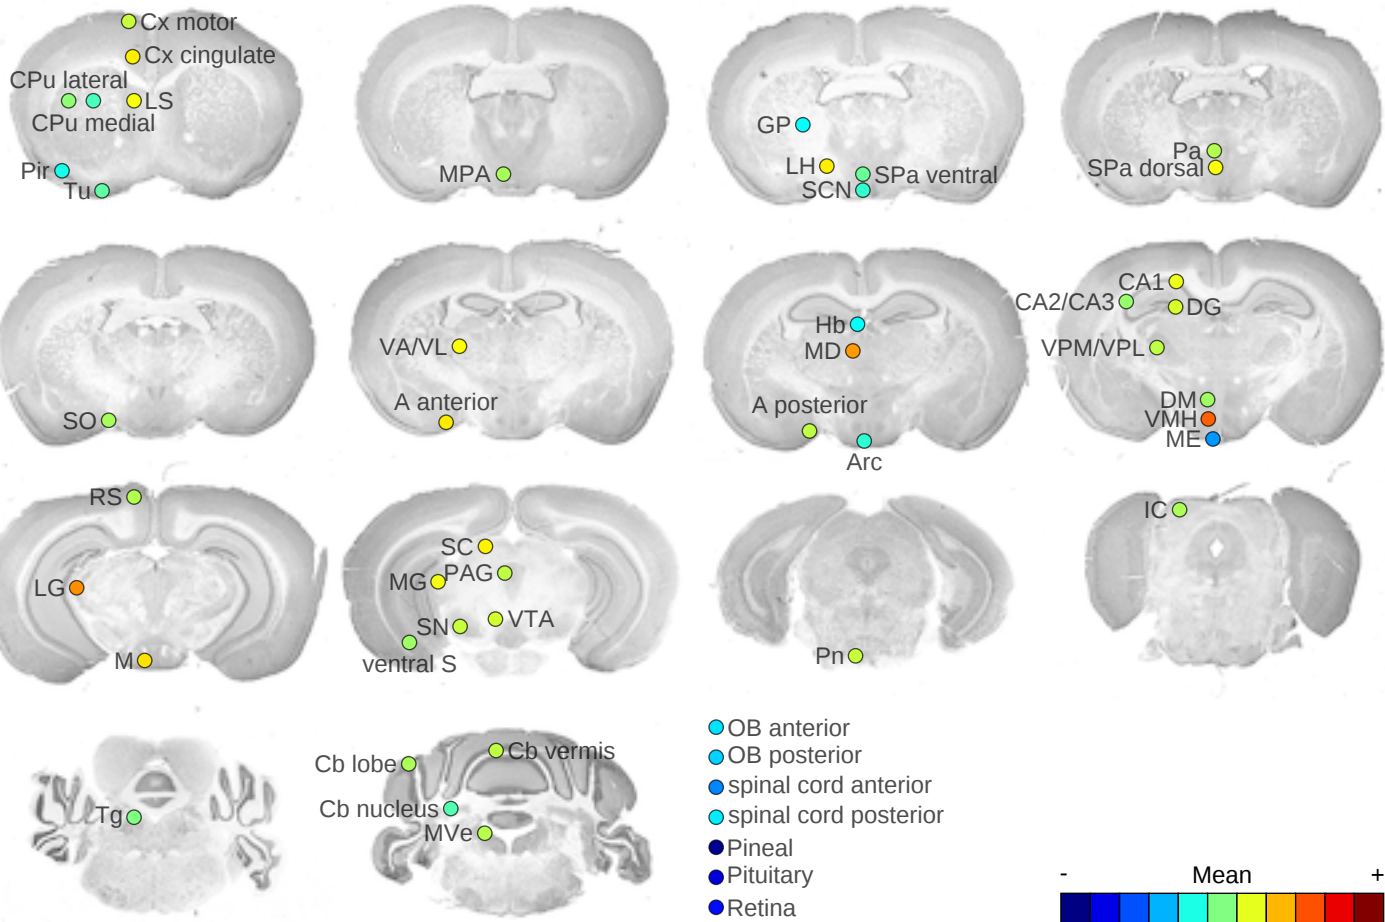 Cx motor
Cx cingulate
CPu lateral
LS
CPu medial
Pir
Tu
MPA
GP
LH
SPa ventral
SCN
Pa
SPa dorsal
SO
VA/VL
A anterior
Hb
MD
A posterior
Arc
CA1
CA2/CA3
DG
VPM/VPL
DM
VMH
ME
RS
LG
M
SC
PAG
MG
VTA
SN
ventral S
Pn
IC
Tg
Cb vermis
Cb lobe
Cb nucleus
MVe
OB anterior
OB posterior
spinal cord anterior
spinal cord posterior
Pineal
Pituitary
Retina
- Mean +